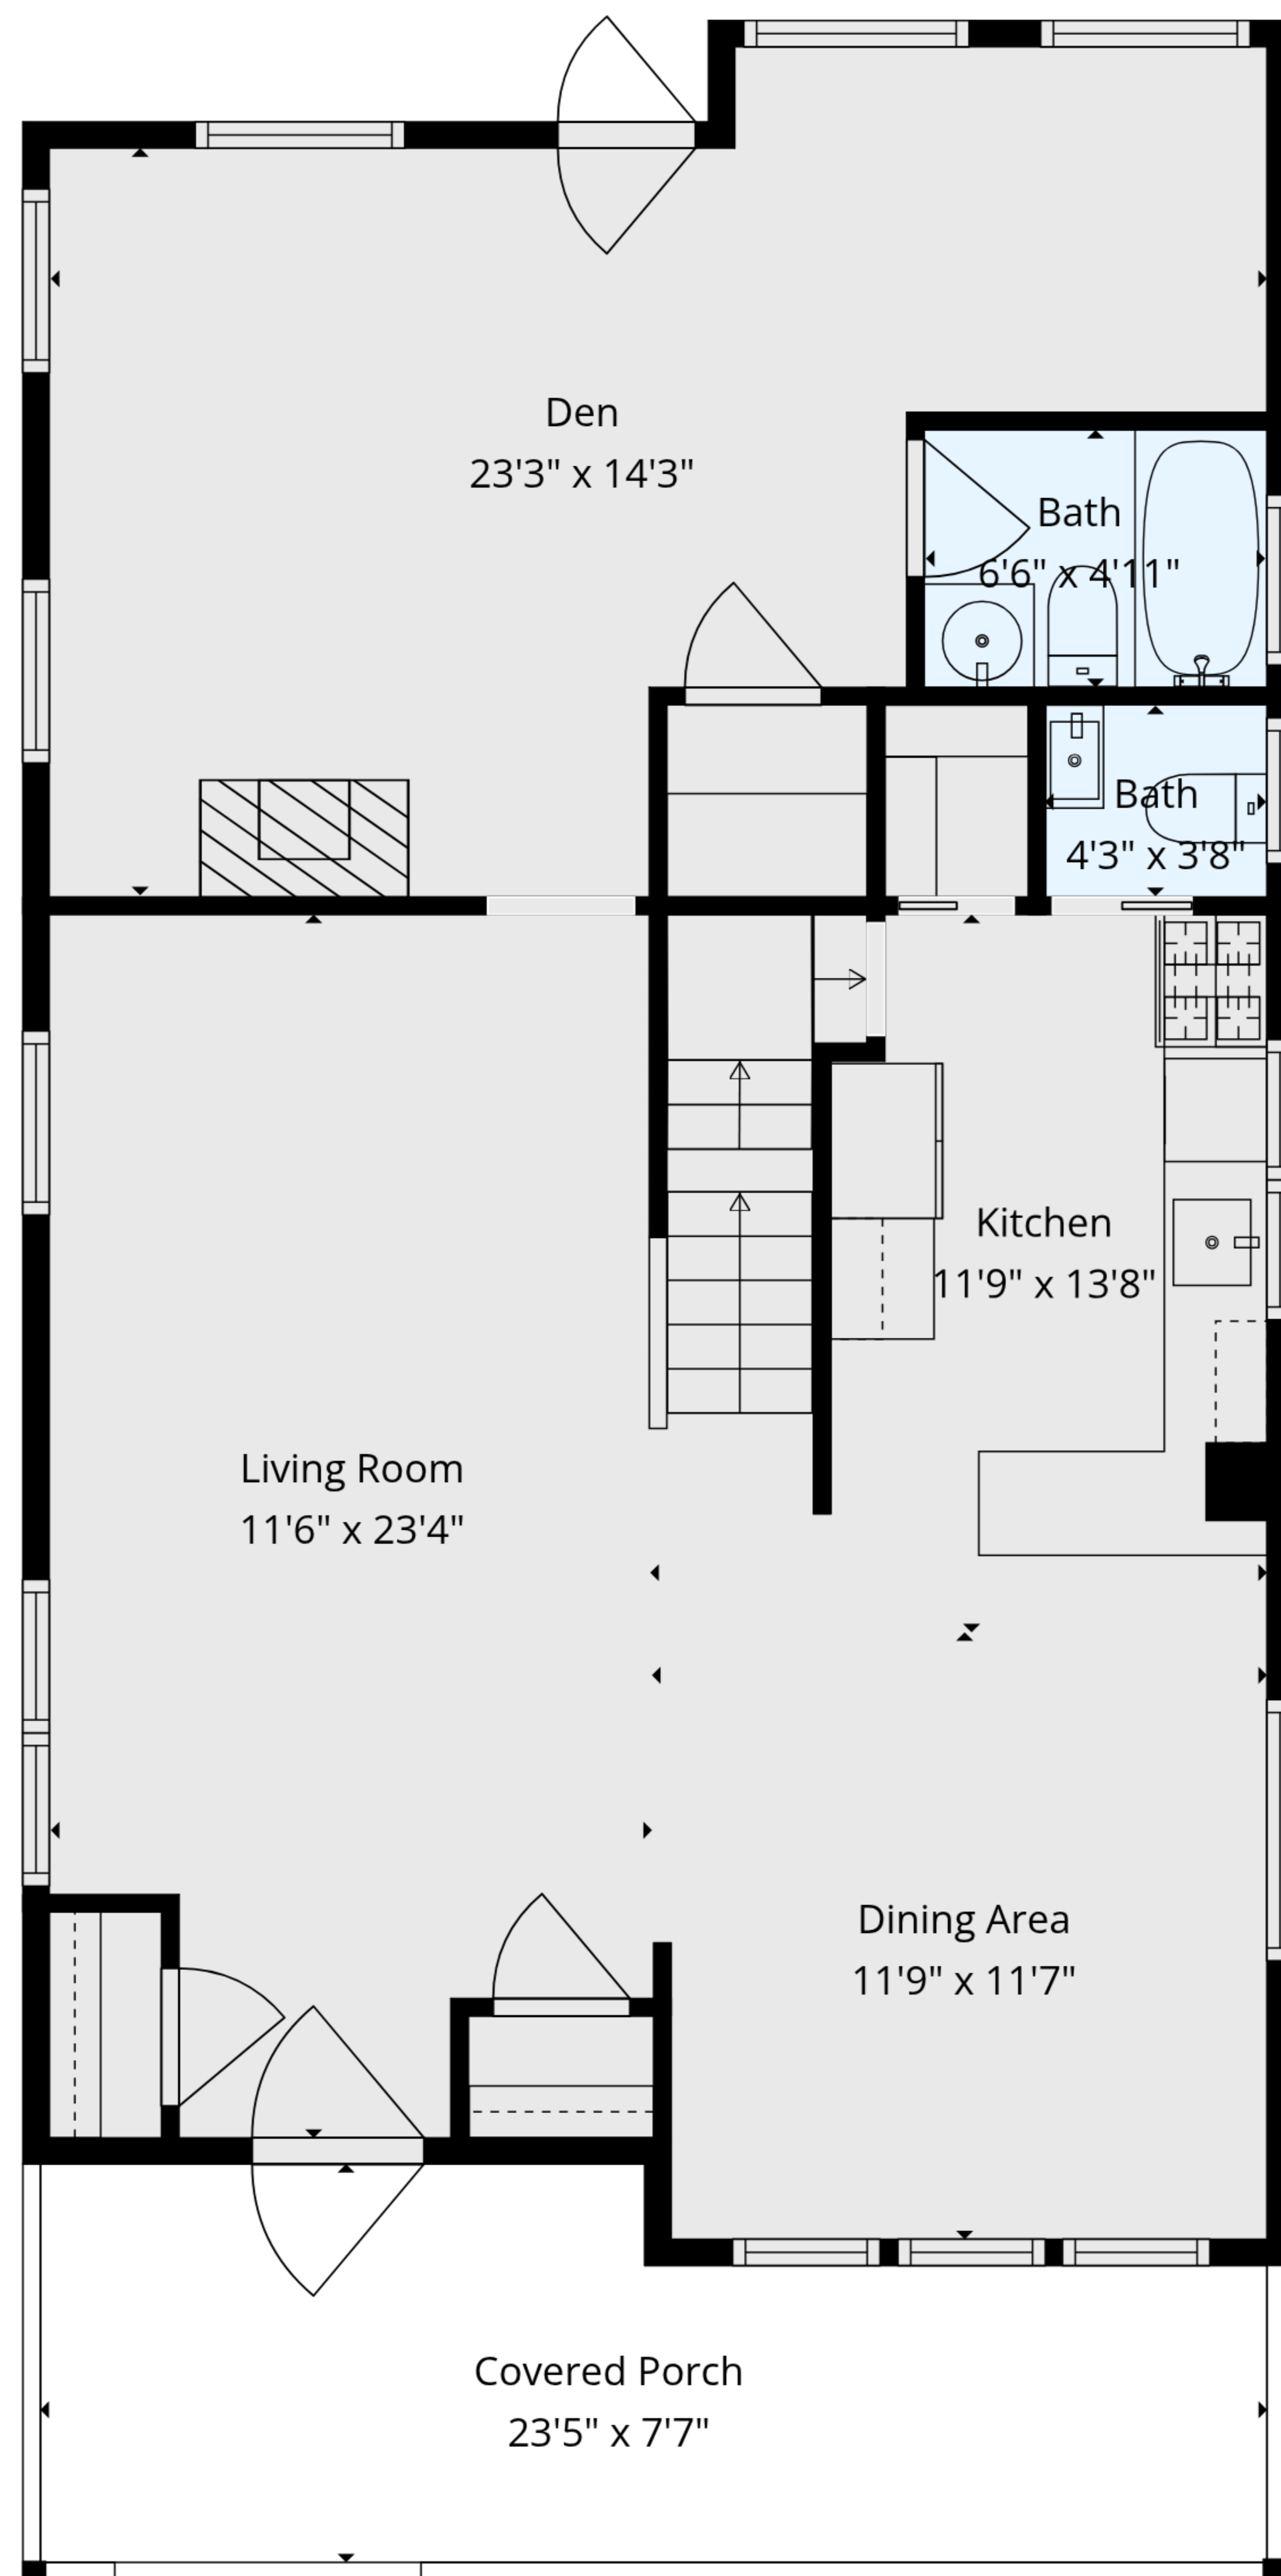 Den
23'3" x 14'3"
Bath
6'6" x 4'11"
Bath
4'3" x 3'8"
Kitchen
11'9" x 13'8"
Living Room
11'6" x 23'4"
Dining Area
11'9" x 11'7"
Covered Porch
23'5" x 7'7"